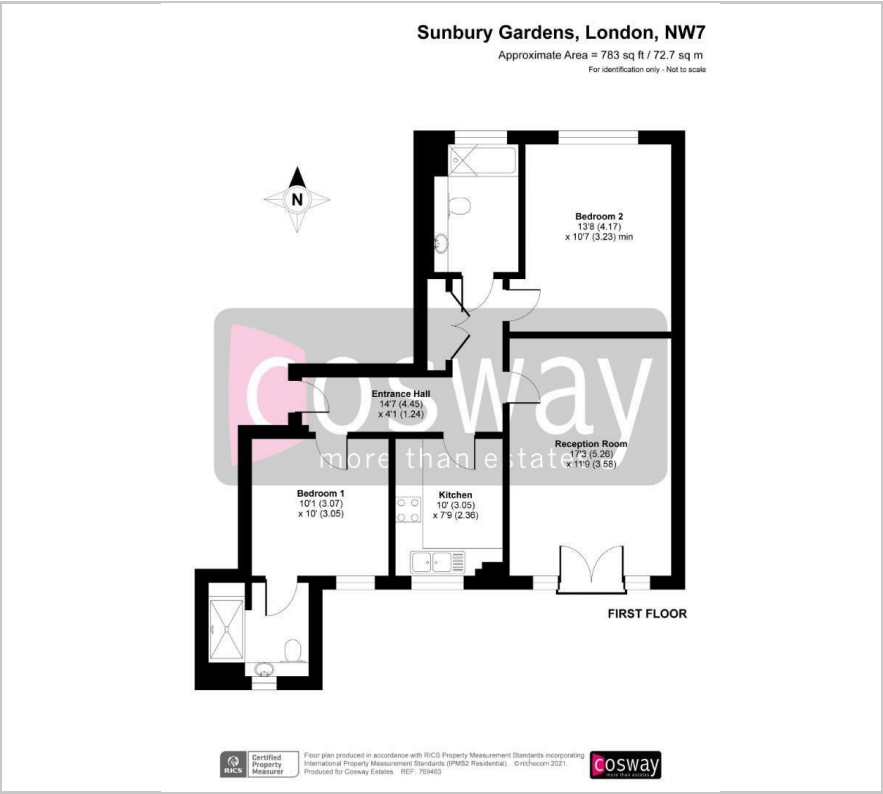 Sunbury Gardens, London, NW7
Approximate Area = 783 sq ft / 72.7 sq m
For identification only - Not to scale
N
Bedroom 2
13'8 (4.17)
x 10'7 (3.23) min
cosway
more than estate
Entrance Hall
14'7 (4.45)
x 4'1 (1.24)
Reception Room
17'3 (5.26)
x 11'9 (3.58)
Bedroom 1
10'1 (3.07)
x 10' (3.05)
Kitchen
10' (3.05)
x 7'9 (2.36)
FIRST FLOOR
RICS
Certified
Property
Measurer
Floor plan produced in accordance with RICS Property Measurement Standards incorporating
International Property Measurement Standards (IPMS2 Residential). © nichecom 2021.
Produced for Cosway Estates. REF: 769463
cosway
more than estates